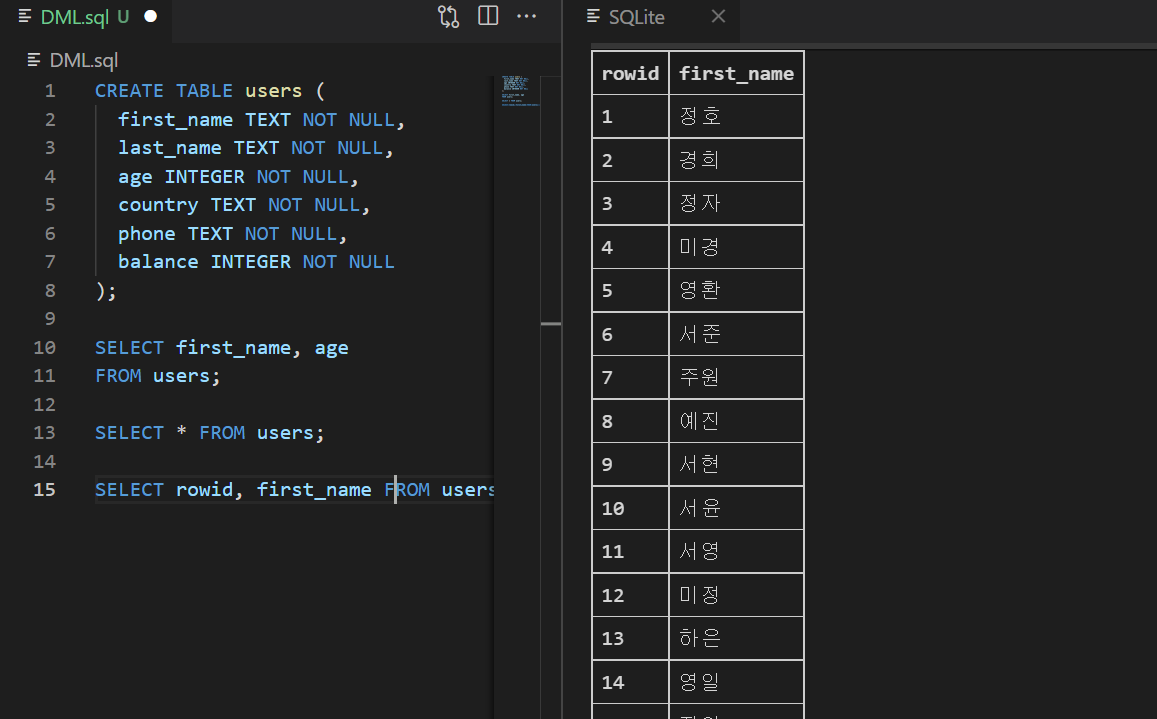 DML.sql U
DML.sql
1 CREATE TABLE users (
2 first_name TEXT NOT NULL,
3 last_name TEXT NOT NULL,
4 age INTEGER NOT NULL,
5 country TEXT NOT NULL,
6 phone TEXT NOT NULL,
7 balance INTEGER NOT NULL
8 );
9
10 SELECT first_name, age
11 FROM users;
12
13 SELECT * FROM users;
14
15 SELECT rowid, first_name FROM users
SQLite
rowid first_name
1 정호
2 경희
3 정자
4 미경
5 영환
6 서준
7 주원
8 예진
9 서현
10 서윤
11 서영
12 미정
13 하은
14 영일